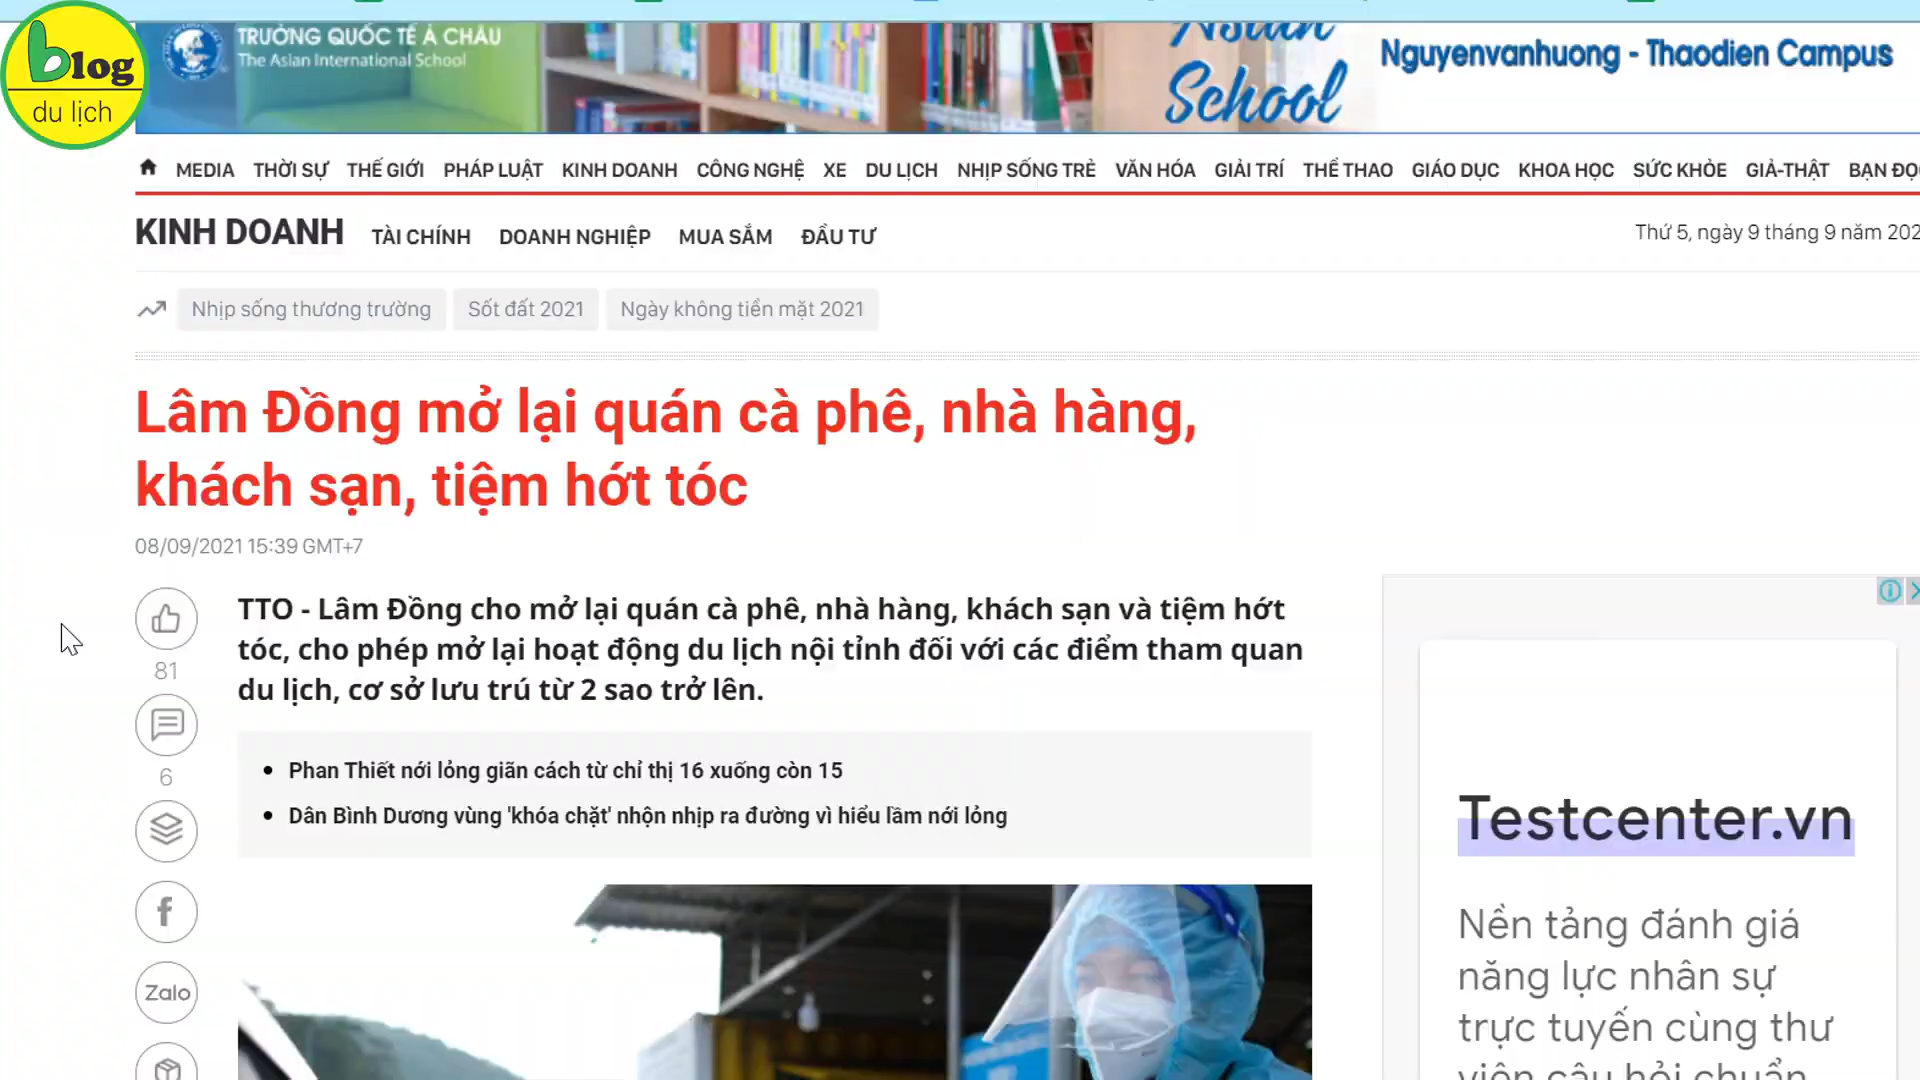 blog
du lịch
TRƯỜNG QUỐC TẾ Á CHÂU
The Asian International School
Asian
School
Nguyenvanhuong - Thaodien Campus
MEDIA THỜI SỰ THẾ GIỚI PHÁP LUẬT KINH DOANH CÔNG NGHỆ XE DU LỊCH NHỊP SỐNG TRẺ VĂN HÓA GIẢI TRÍ THỂ THAO GIÁO DỤC KHOA HỌC SỨC KHỎE GIẢ-THẬT BẠN ĐỌC
KINH DOANH TÀI CHÍNH DOANH NGHIỆP MUA SẮM ĐẦU TƯ
Thứ 5, ngày 9 tháng 9 năm 202
Nhịp sống thương trường Sốt đất 2021 Ngày không tiền mặt 2021
Lâm Đồng mở lại quán cà phê, nhà hàng,
khách sạn, tiệm hớt tóc
08/09/2021 15:39 GMT+7
TTO - Lâm Đồng cho mở lại quán cà phê, nhà hàng, khách sạn và tiệm hớt
tóc, cho phép mở lại hoạt động du lịch nội tỉnh đối với các điểm tham quan
du lịch, cơ sở lưu trú từ 2 sao trở lên.
81
6
Phan Thiết nới lỏng giãn cách từ chỉ thị 16 xuống còn 15
Dân Bình Dương vùng 'khóa chặt' nhộn nhịp ra đường vì hiểu lầm nới lỏng
Zalo
Testcenter.vn
Nền tảng đánh giá
năng lực nhân sự
trực tuyến cùng thư
viện câu hỏi chuẩn